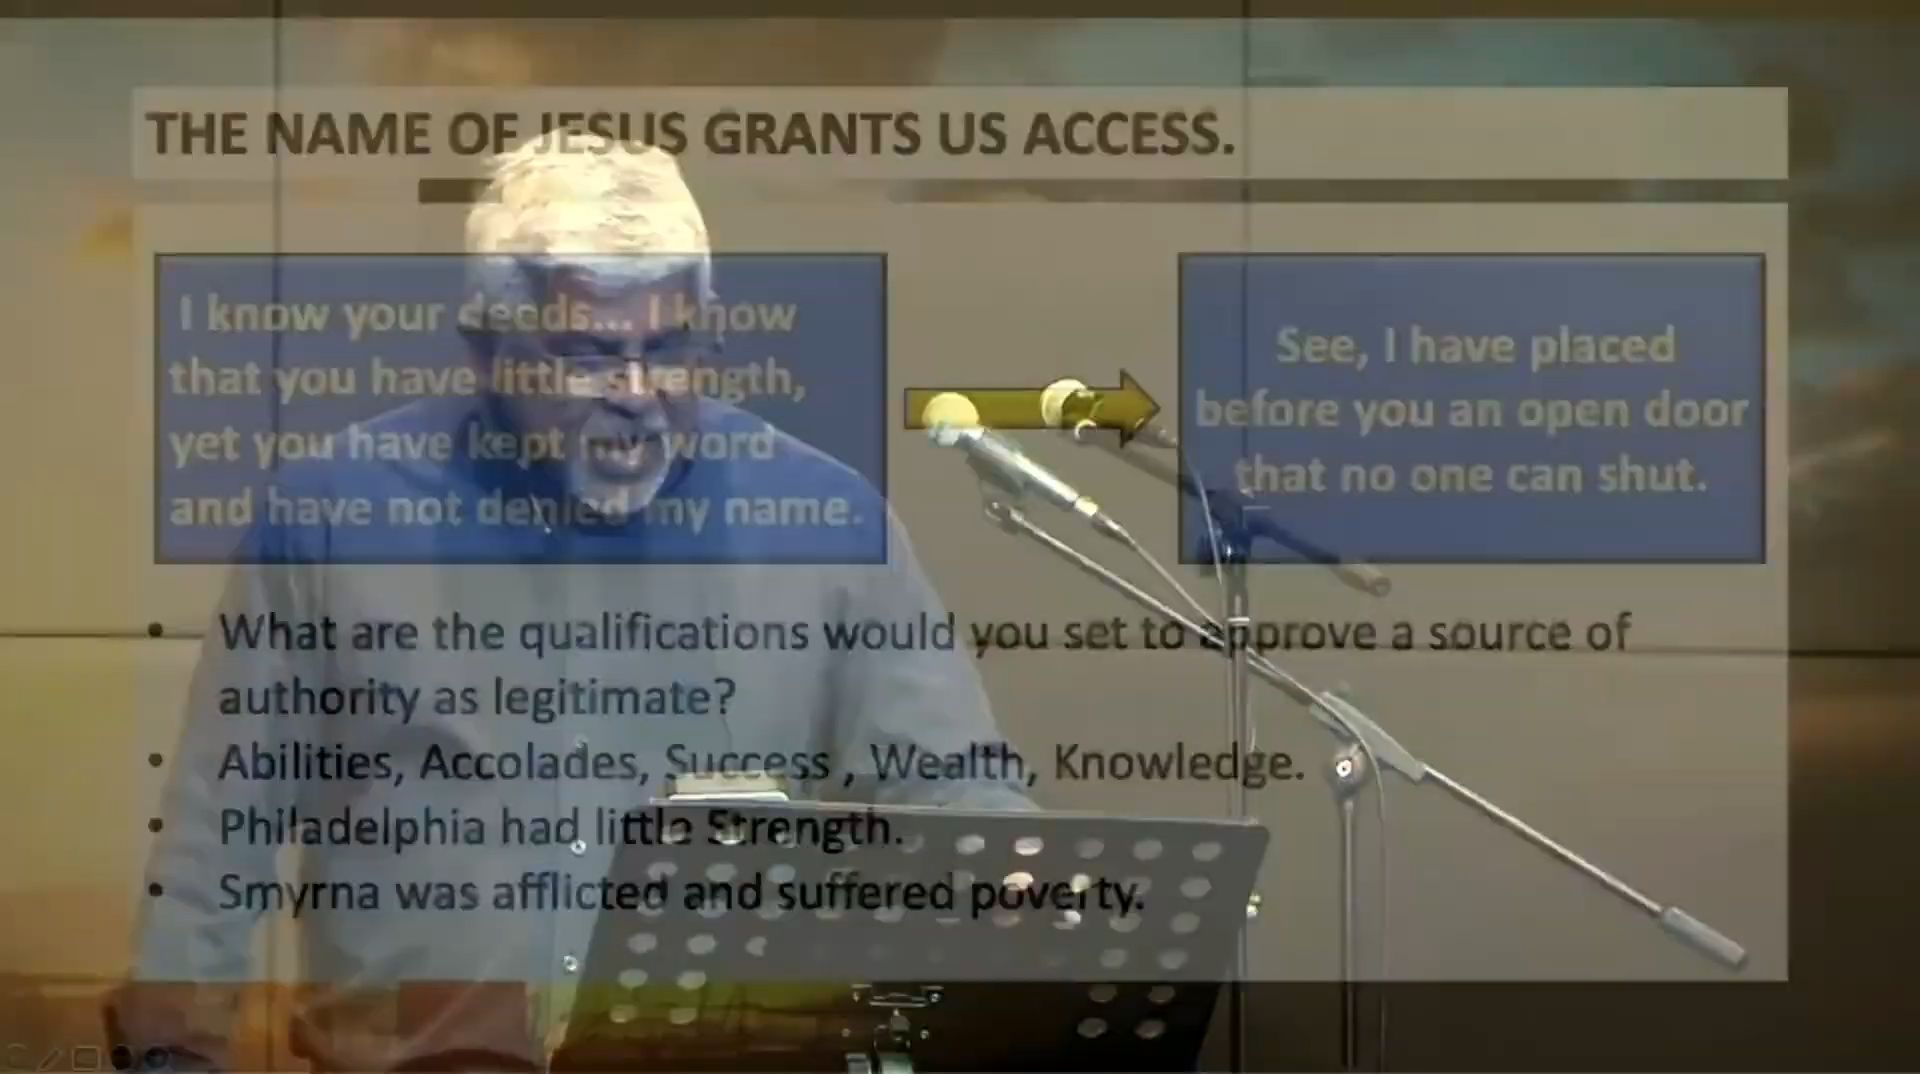 THE NAME OF JESUS GRANTS US ACCESS.
I know your deeds... I know
that you have little strength,
yet you have kept my word
and have not denied my name.
See, I have placed
before you an open door
that no one can shut.
• What are the qualifications would you set to approve a source of
authority as legitimate?
• Abilities, Accolades, Success , Wealth, Knowledge.
• Philadelphia had little Strength.
• Smyrna was afflicted and suffered poverty.